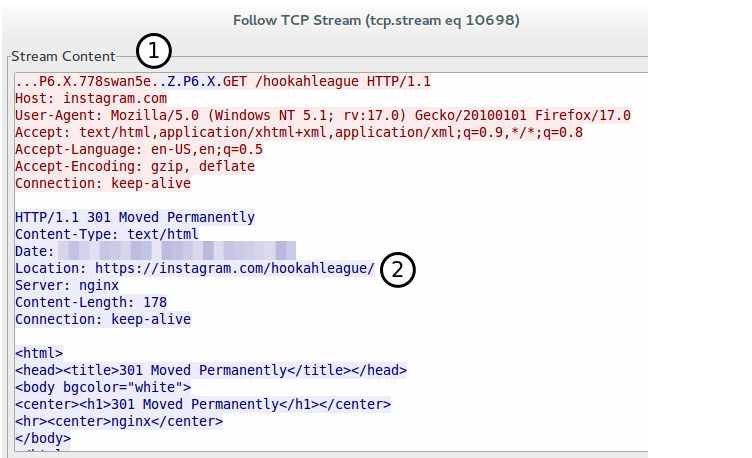 Follow TCP Stream (tcp.stream eq 10698)
1
Stream Content
...P6.X.778swan5e..Z.P6.X.GET /hookahleague HTTP/1.1
Host: instagram.com
User-Agent: Mozilla/5.0 (Windows NT 5.1; rv:17.0) Gecko/20100101 Firefox/17.0
Accept: text/html,application/xhtml+xml,application/xml;q=0.9,*/*;q=0.8
Accept-Language: en-US,en;q=0.5
Accept-Encoding: gzip, deflate
Connection: keep-alive
HTTP/1.1 301 Moved Permanently
Content-Type: text/html
Date:
Location: https://instagram.com/hookahleague/ 2
Server: nginx
Content-Length: 178
Connection: keep-alive
<html>
<head><title>301 Moved Permanently</title></head>
<body bgcolor="white">
<center><h1>301 Moved Permanently</h1></center>
<hr><center>nginx</center>
</body>